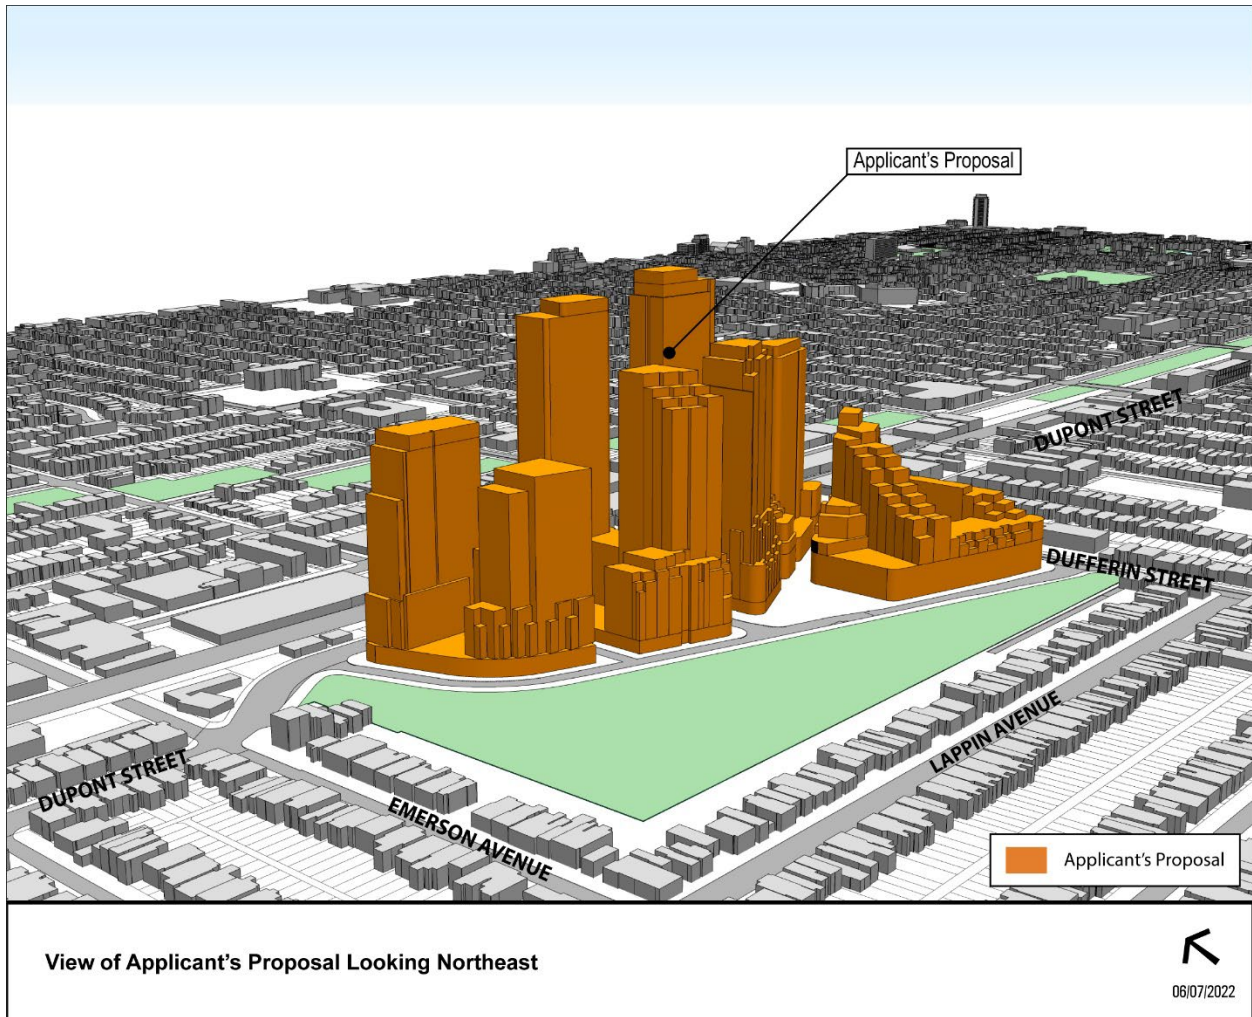 Applicant's Proposal
DUPONT STREET
DUFFERIN STREET
LAPPIN AVENUE
DUPONT STREET
EMERSON AVENUE
Applicant's Proposal
View of Applicant's Proposal Looking Northeast
06/07/2022